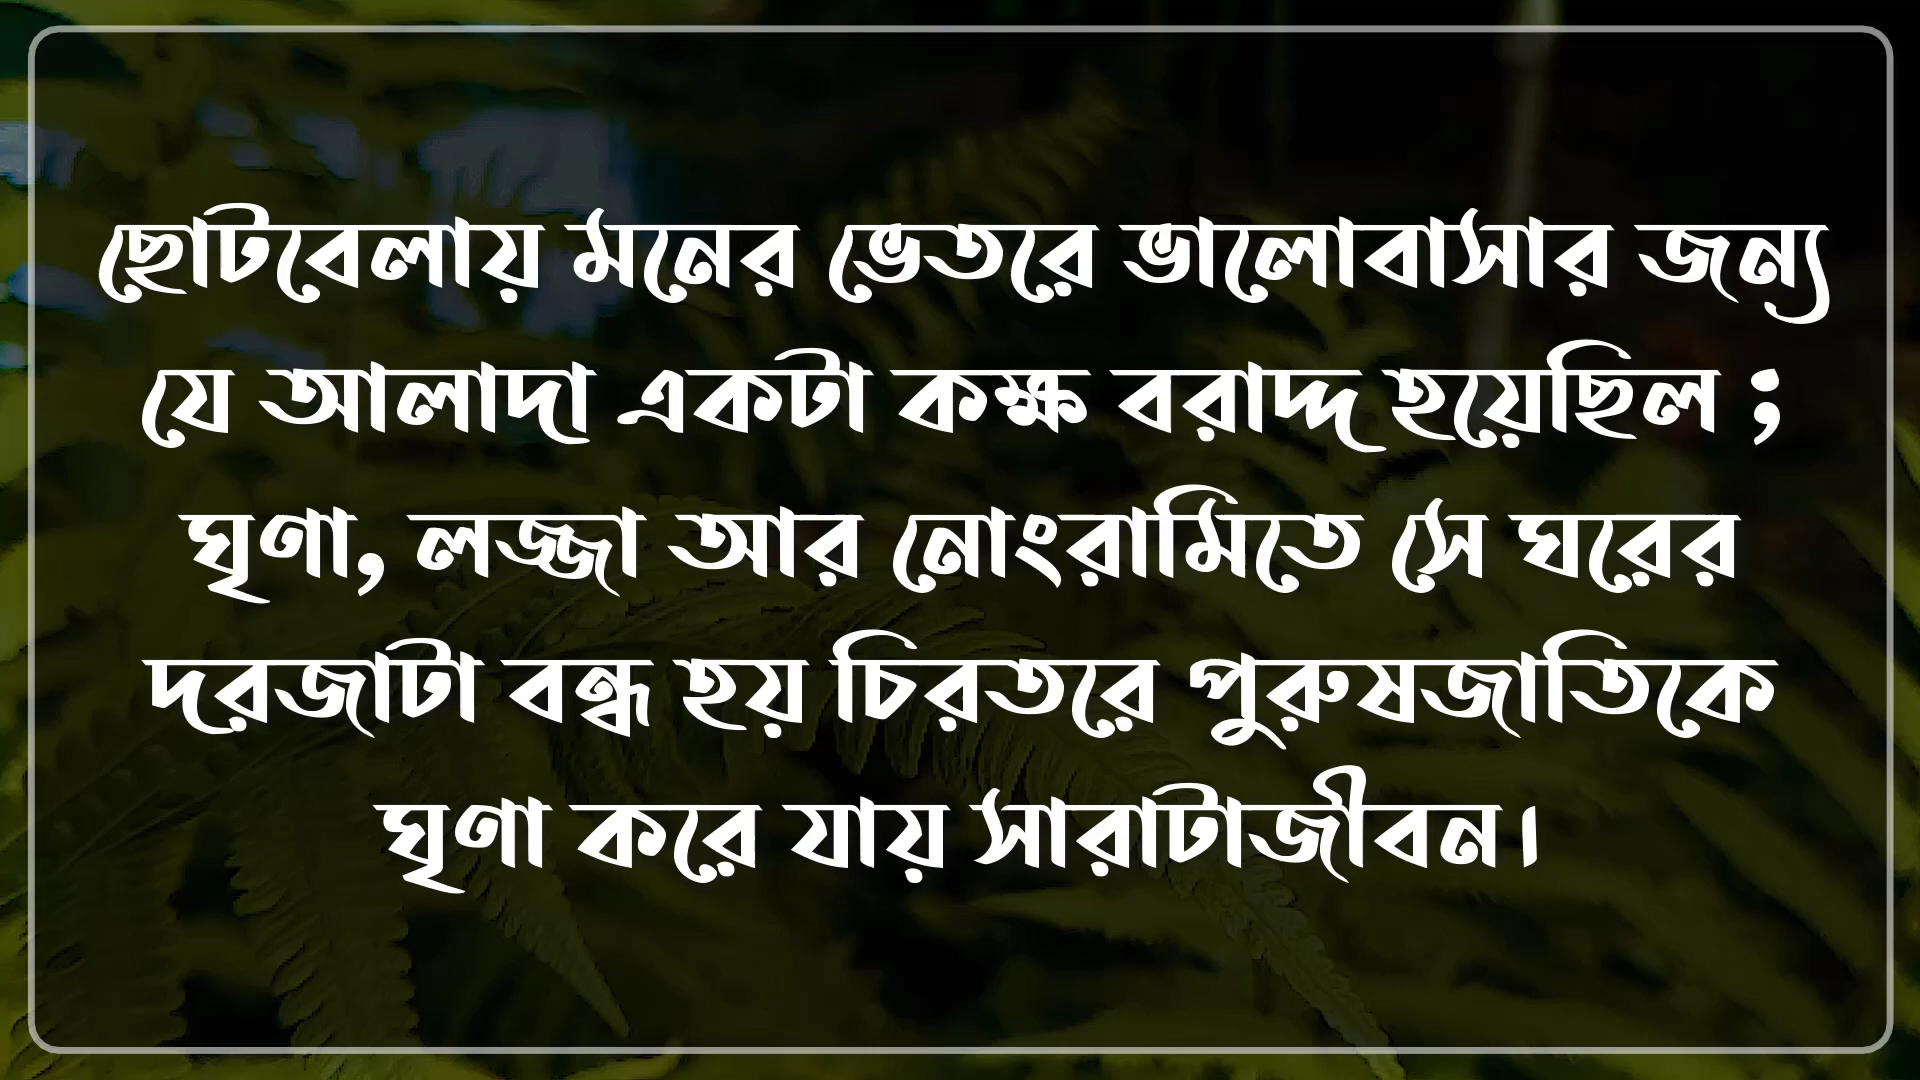 ছোটবেলায় মনের ভেতরে ভালোবাসার জন্য
যে আলাদা একটা কক্ষ বরাদ্দ হয়েছিল ;
ঘৃণা, লজ্জা আর নোংরামিতে সে ঘরের
দরজাটা বন্ধ হয় চিরতরে পুরুষজাতিকে
ঘৃণা করে যায় সারাটাজীবন।